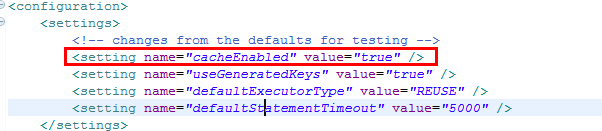 <configuration>
<settings>
<!-- changes from the defaults for testing -->
<setting name="cacheEnabled" value="true" />
<setting name="useGeneratedKeys" value="true" />
<setting name="defaultExecutorType" value="REUSE" />
<setting name="defaultStatementTimeout" value="5000" />
</settings>